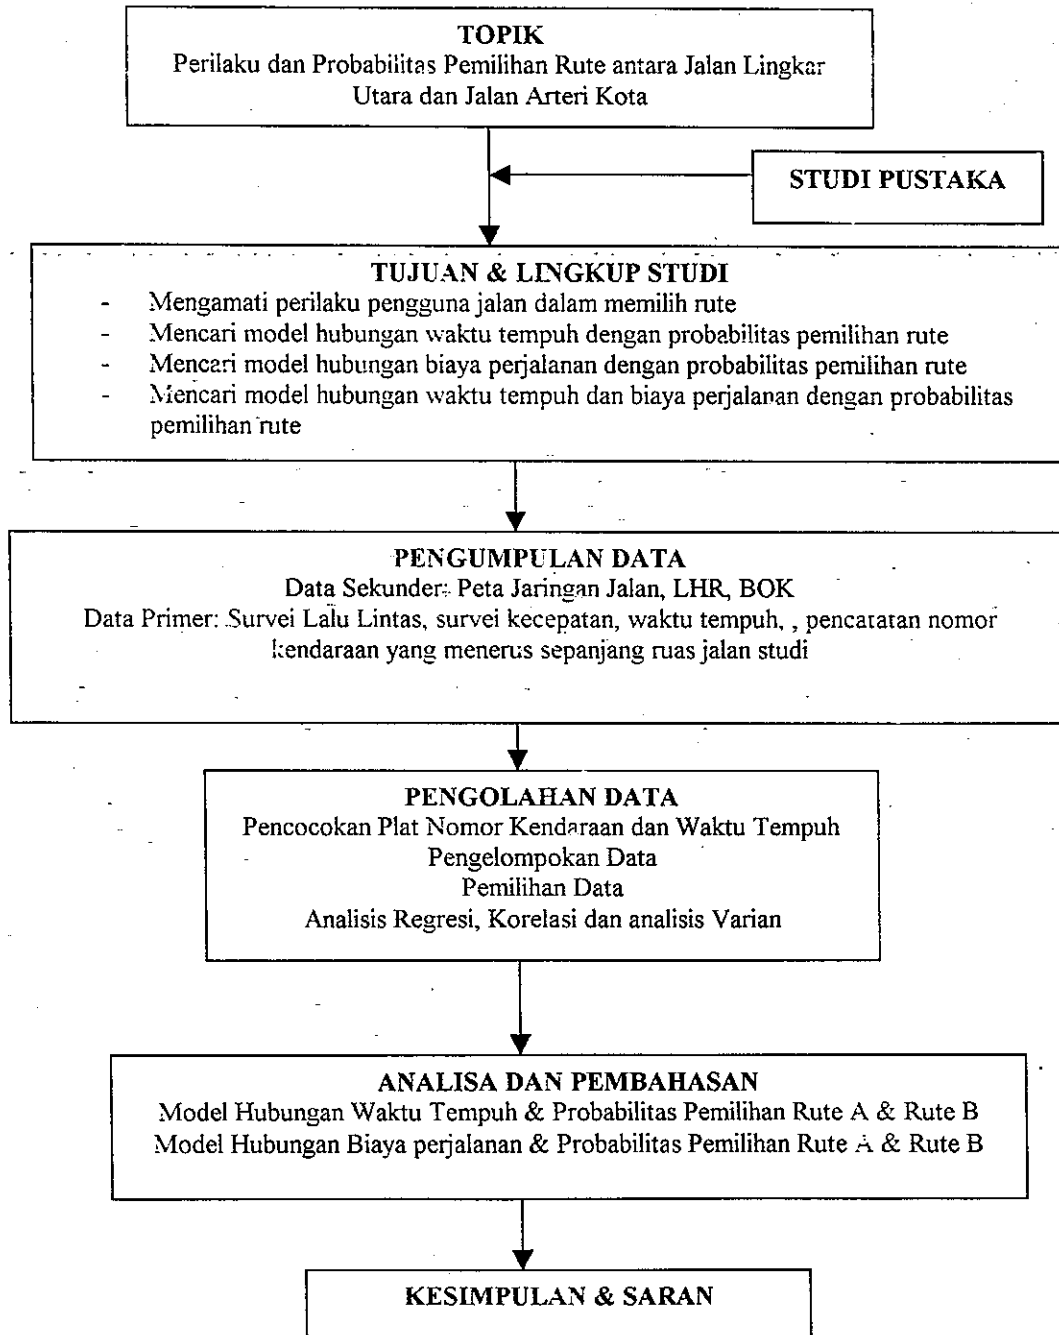 TOPIK
Perilaku dan Probabilitas Pemilihan Rute antara Jalan Lingkar
Utara dan Jalan Arteri Kota
STUDI PUSTAKA
TUJUAN & LINGKUP STUDI
- Mengamati perilaku pengguna jalan dalam memilih rute
- Mencari model hubungan waktu tempuh dengan probabilitas pemilihan rute
- Mencari model hubungan biaya perjalanan dengan probabilitas pemilihan rute
- Mencari model hubungan waktu tempuh dan biaya perjalanan dengan probabilitas
pemilihan rute
PENGUMPULAN DATA
Data Sekunder: Peta Jaringan Jalan, LHR, BOK
Data Primer: Survei Lalu Lintas, survei kecepatan, waktu tempuh, , pencatatan nomor
kendaraan yang menerus sepanjang ruas jalan studi
PENGOLAHAN DATA
Pencocokan Plat Nomor Kendaraan dan Waktu Tempuh
Pengelompokan Data
Pemilihan Data
Analisis Regresi, Korelasi dan analisis Varian
ANALISA DAN PEMBAHASAN
Model Hubungan Waktu Tempuh & Probabilitas Pemilihan Rute A & Rute B
Model Hubungan Biaya perjalanan & Probabilitas Pemilihan Rute A & Rute B
KESIMPULAN & SARAN